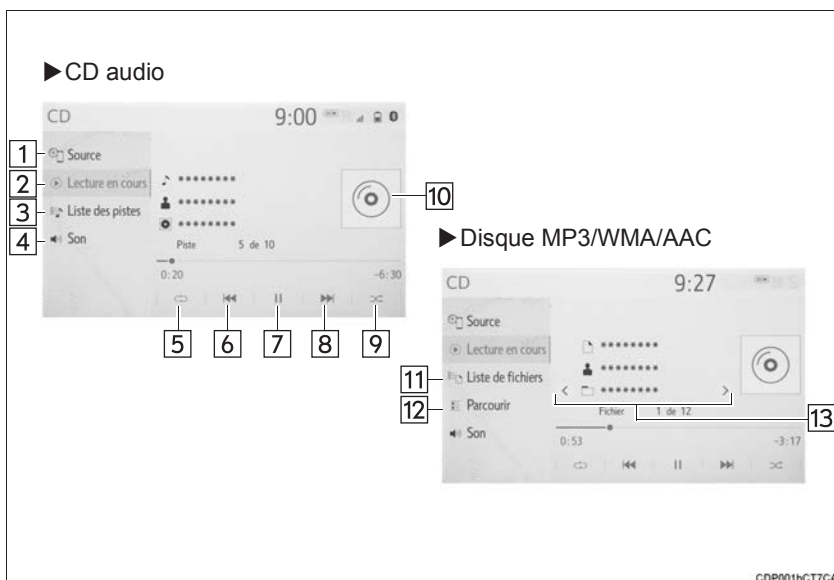 ▶CD audio
CD 9:00
1 Source
2 Lecture en cours
3 Liste des pistes
4 Son
********
********
********
Piste 5 de 10
0:20 -6:30
5 6 7 8 9
10
▶Disque MP3/WMA/AAC
CD 9:27
Source
Lecture en cours
11 Liste de fichiers
12 Parcourir
Son
********
********
< ******** >
Fichier 1 de 12
13
0:53 -3:17